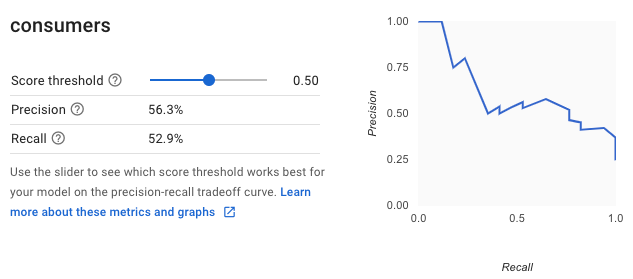 consumers
Score threshold 0.50
Precision 56.3%
Recall 52.9%
Use the slider to see which score threshold works best for
your model on the precision-recall tradeoff curve. Learn
more about these metrics and graphs
Precision
1.00
0.75
0.50
0.25
0.00
0.0 0.5 1.0
Recall